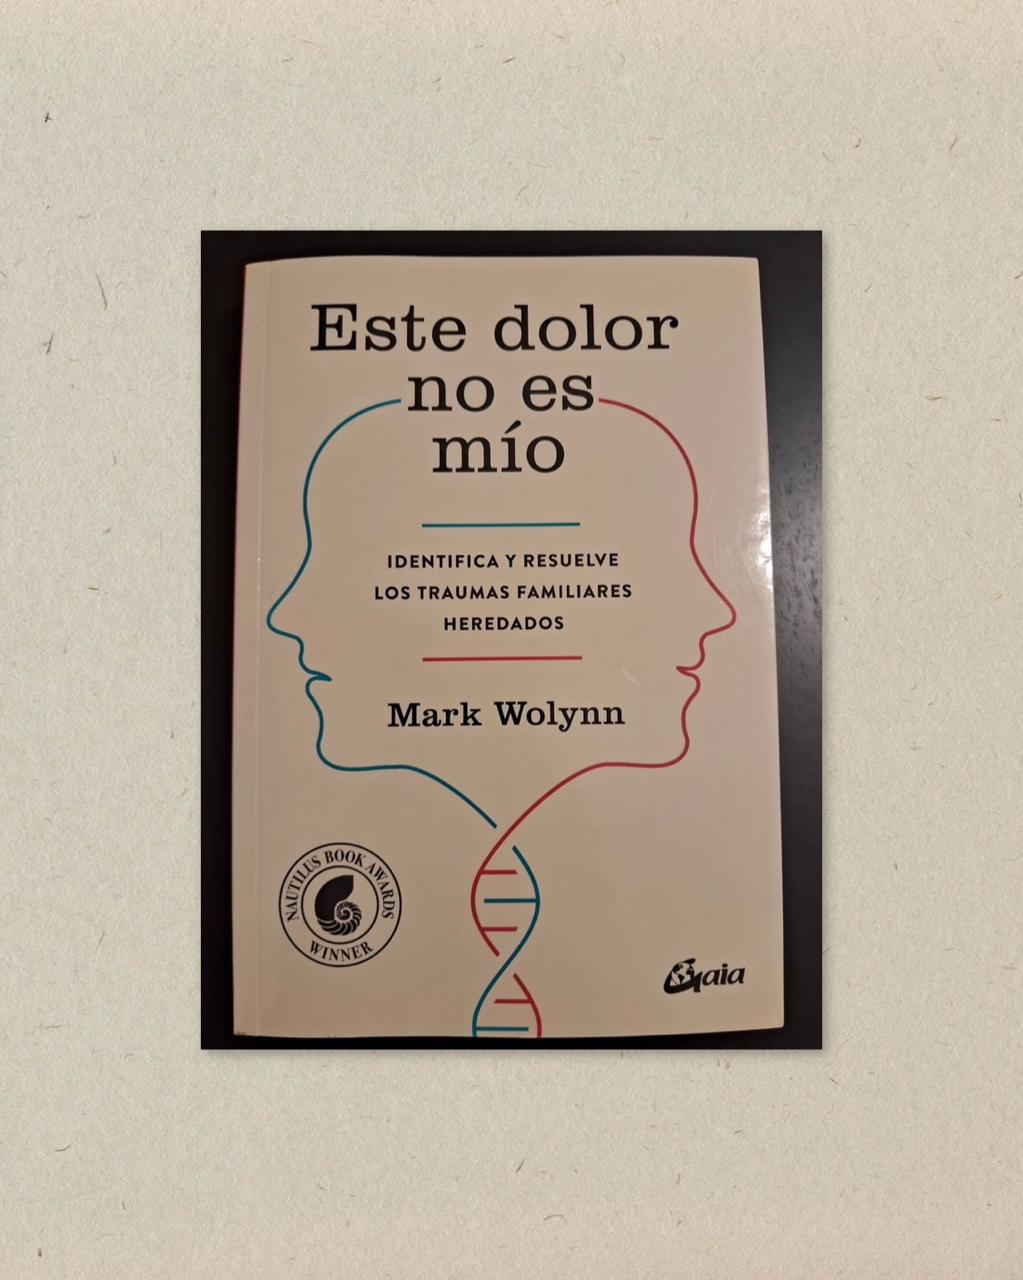 Este dolor
no es
mío
IDENTIFICA Y RESUELVE
LOS TRAUMAS FAMILIARES
HEREDADOS
Mark Wolynn
NAUTILUS BOOK AWARDS
WINNER
Gaia